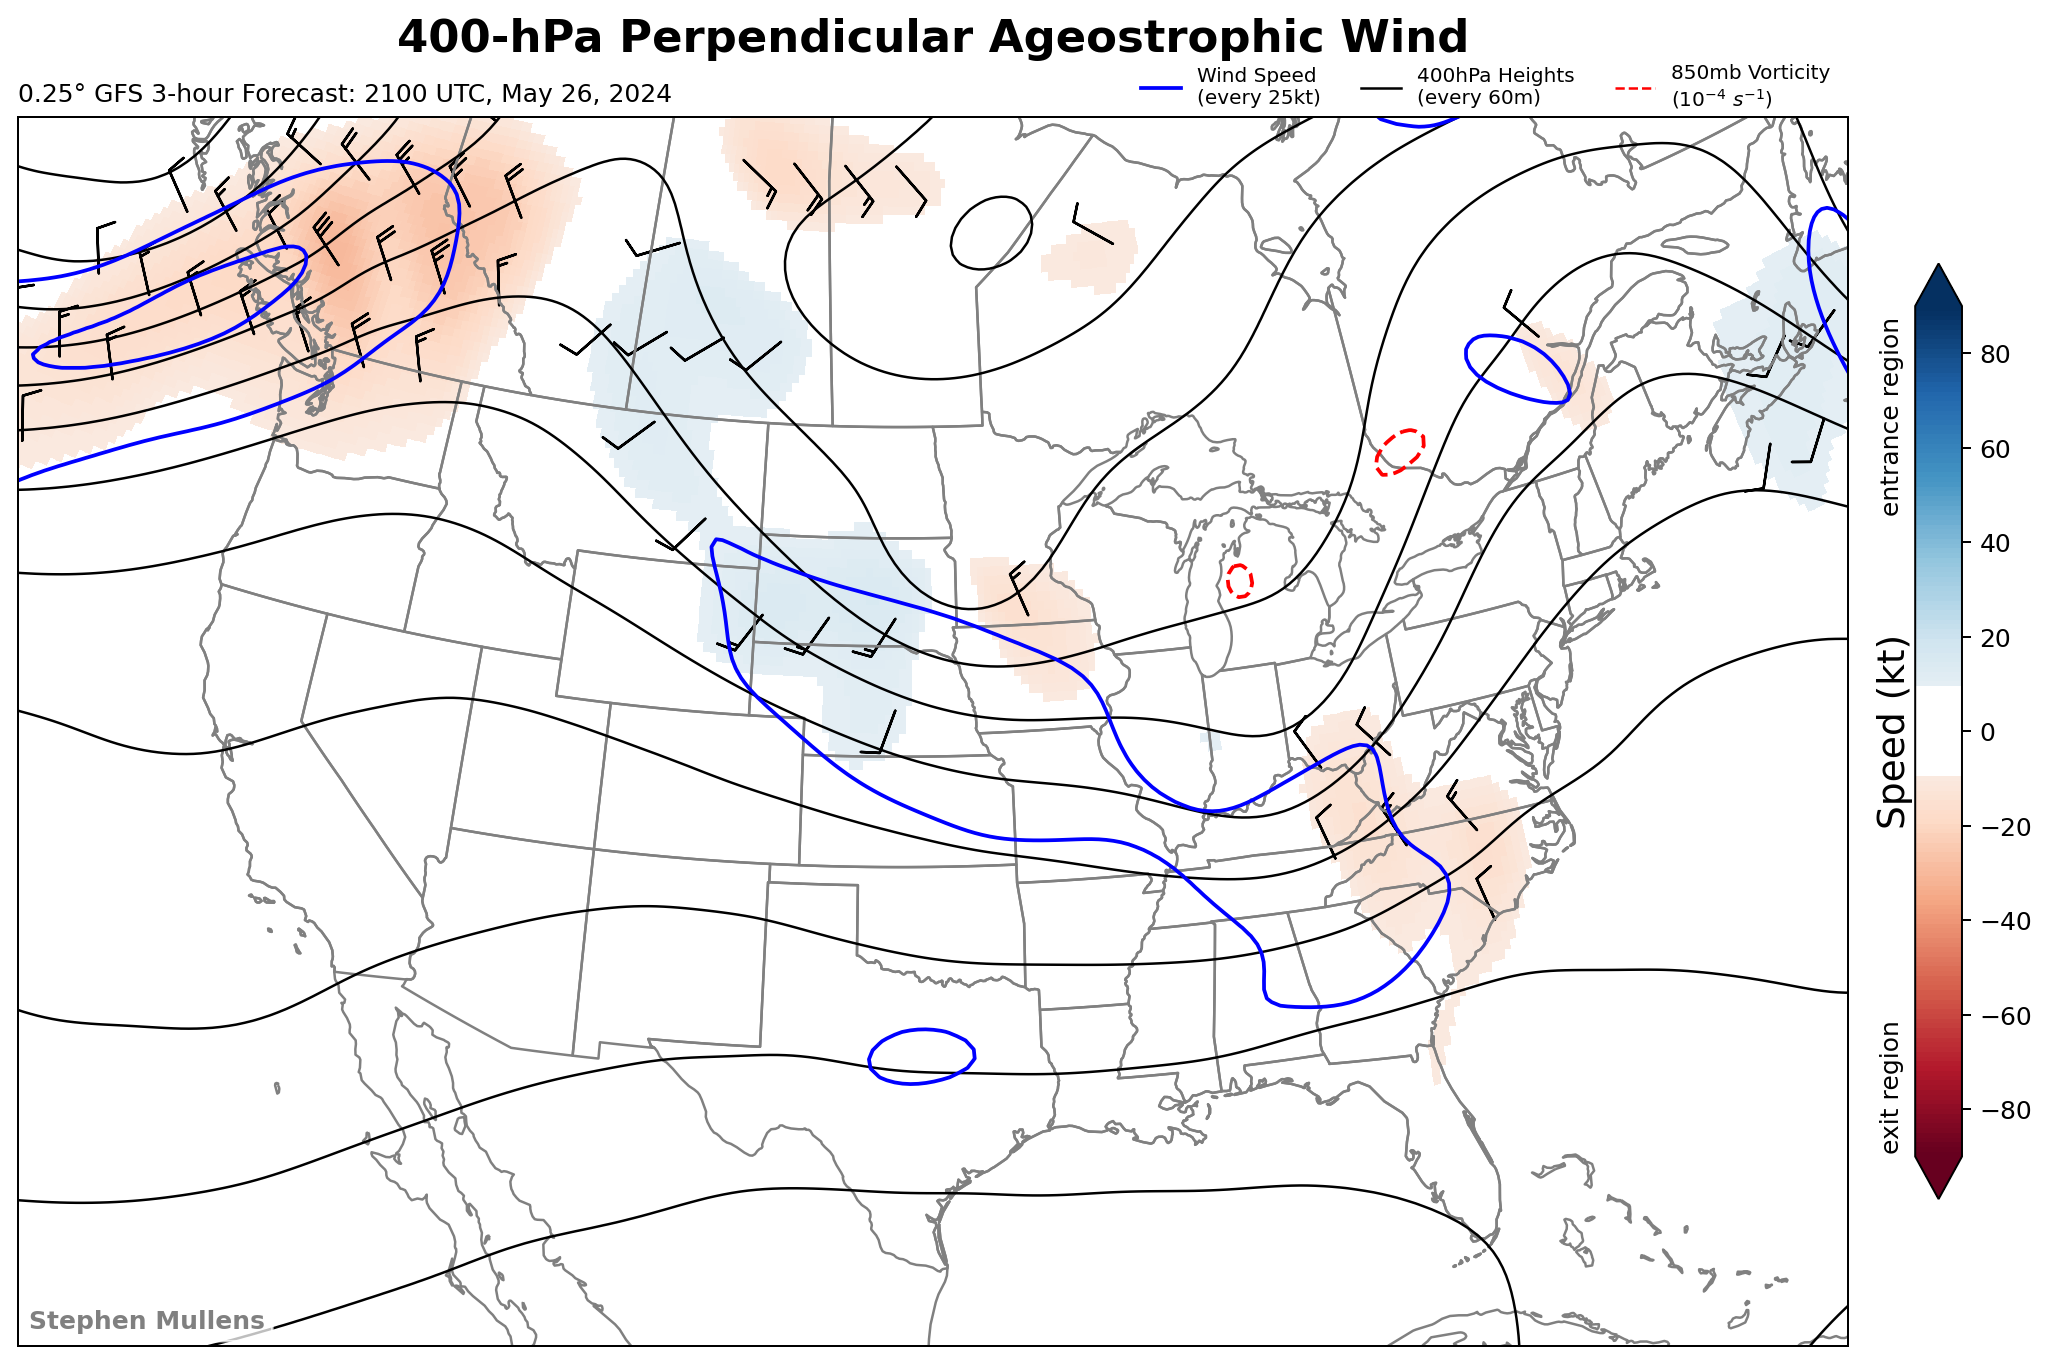 400-hPa Perpendicular Ageostrophic Wind
0.25° GFS 3-hour Forecast: 2100 UTC, May 26, 2024
Wind Speed
(every 25kt)
400hPa Heights
(every 60m)
850mb Vorticity
(10⁻⁴ s⁻¹)
entrance region
Speed (kt)
exit region
80
60
40
20
0
−20
−40
−60
−80
Stephen Mullens